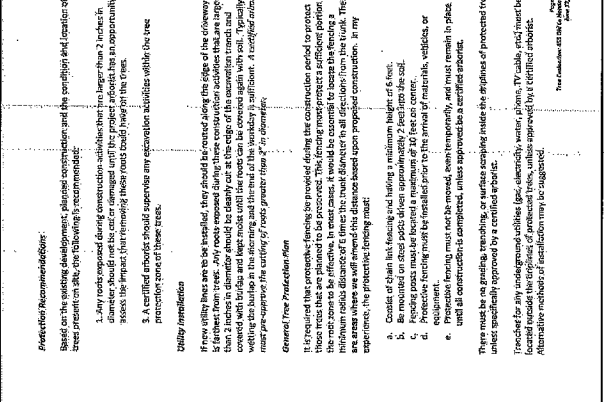 Protection Recommendations
Based on the existing development, planned construction and the condition and location of
trees present on site, the following is recommended:
1. Any roots exposed during construction activities that are larger than 2 inches in
diameter should not be cut or damaged until the project arborist has an opportunity
assess the impact that removing these roots could have on the trees.
3. A certified arborist should supervise any excavation activities within the tree
protection zone of these trees.
Utility Installation
If new utility lines are to be installed, they should be routed along the edge of the driveway
is farthest from trees. Any roots exposed during these construction activities that are larger
than 2 inches in diameter should be cleanly cut at the edge of the excavation trench and
covered with burlap and kept moist until the roots can be covered again with soil. Typically
wetting the burlap in the morning and the end of the workday is sufficient. A certified
must pre-approve the cutting of roots greater than 2" in diameter.
General Tree Protection Plan
It is required that protective fencing be provided during the construction period to protect
those trees that are planned to be preserved. This fencing must protect a sufficient portion
the root zone to be effective. In most cases, it would be essential to locate the fencing a
minimum radius distance of 6 times the trunk diameter in all directions from the trunk. The
are areas where we will amend this distance based upon proposed construction. In my
experience, the protective fencing must:
a. Consist of chain link fencing and having a minimum height of 6 feet.
b. Be mounted on steel posts driven approximately 2 feet into the soil.
c. Fencing posts must be located a maximum of 10 feet on center.
d. Protective fencing must be installed prior to the arrival of materials, vehicles, or
equipment.
e. Protective fencing must not be moved, even temporarily, and must remain in place
until all construction is completed, unless approved be a certified arborist.
There must be no grading, trenching, or surface scraping inside the driplines of protected
unless specifically approved by a certified arborist.
Trenches for any underground utilities (gas, electricity, water, phone, TV cable, etc.) must be
located outside the driplines of protected trees, unless approved by a certified arborist.
Alternative methods of installation may be suggested.